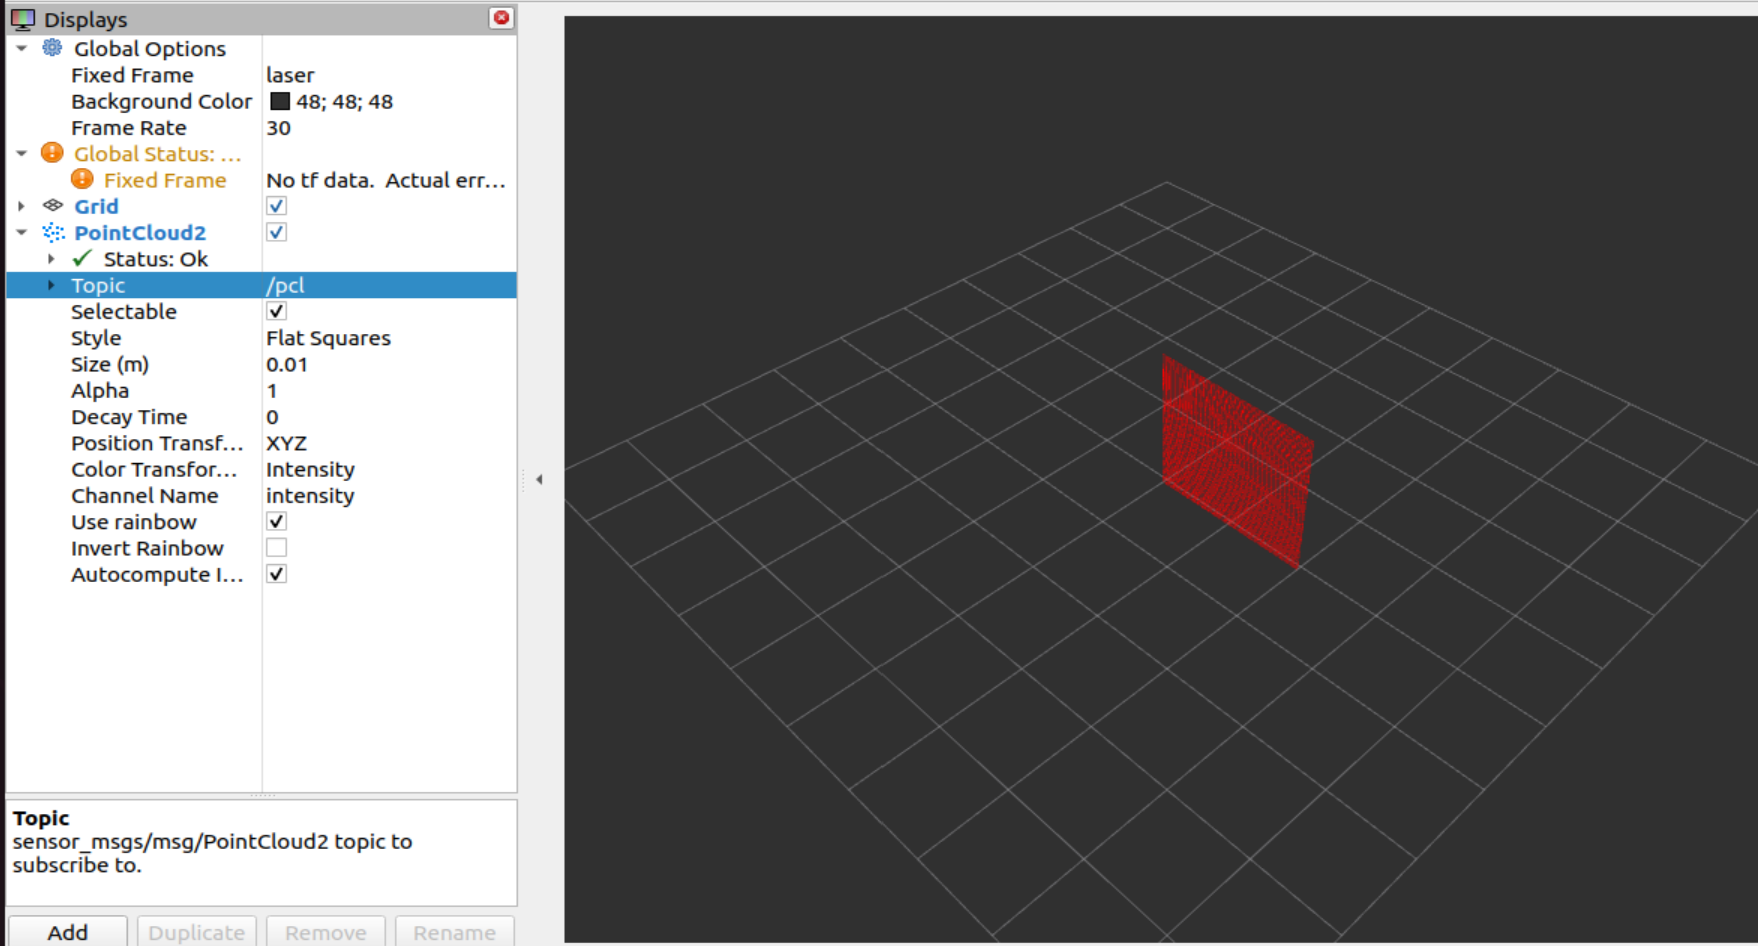 Displays
Global Options
Fixed Frame laser
Background Color 48; 48; 48
Frame Rate 30
Global Status: ...
Fixed Frame No tf data. Actual err...
Grid
PointCloud2
Status: Ok
Topic /pcl
Selectable
Style Flat Squares
Size (m) 0.01
Alpha 1
Decay Time 0
Position Transf... XYZ
Color Transfor... Intensity
Channel Name intensity
Use rainbow
Invert Rainbow
Autocompute I...
Topic
sensor_msgs/msg/PointCloud2 topic to
subscribe to.
Add Duplicate Remove Rename